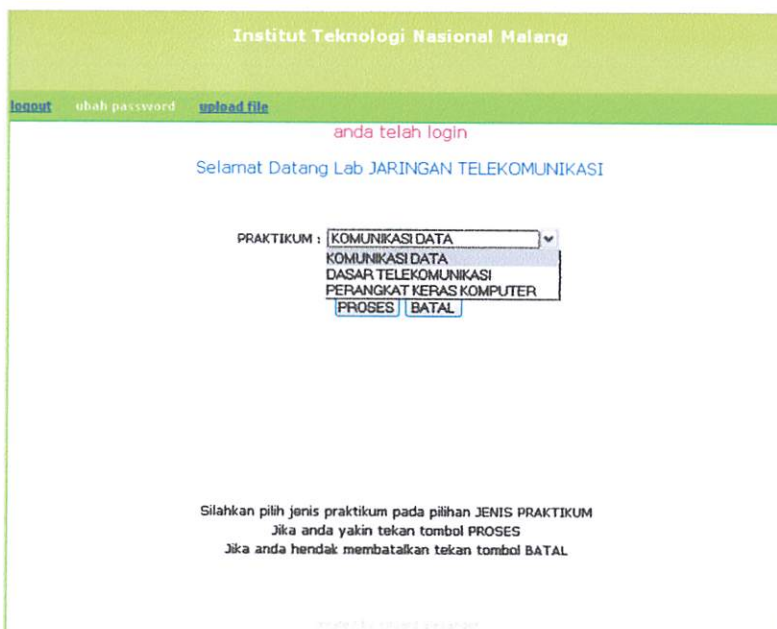 Institut Teknologi Nasional Malang
logout ubah password upload file
anda telah login
Selamat Datang Lab JARINGAN TELEKOMUNIKASI
PRAKTIKUM : KOMUNIKASI DATA
KOMUNIKASI DATA
DASAR TELEKOMUNIKASI
PERANGKAT KERAS KOMPUTER
PROSES BATAL
Silahkan pilih jenis praktikum pada pilihan JENIS PRAKTIKUM
Jika anda yakin tekan tombol PROSES
Jika anda hendak membatalkan tekan tombol BATAL